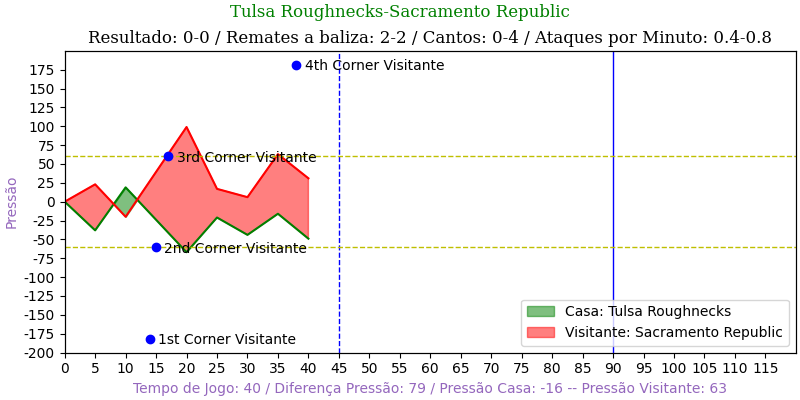 Tulsa Roughnecks-Sacramento Republic
Resultado: 0-0 / Remates a baliza: 2-2 / Cantos: 0-4 / Ataques por Minuto: 0.4-0.8
Pressão
175
150
125
100
75
50
25
0
-25
-50
-75
-100
-125
-150
-175
-200
4th Corner Visitante
3rd Corner Visitante
2nd Corner Visitante
1st Corner Visitante
Casa: Tulsa Roughnecks
Visitante: Sacramento Republic
0 5 10 15 20 25 30 35 40 45 50 55 60 65 70 75 80 85 90 95 100 105 110 115
Tempo de Jogo: 40 / Diferença Pressão: 79 / Pressão Casa: -16 -- Pressão Visitante: 63